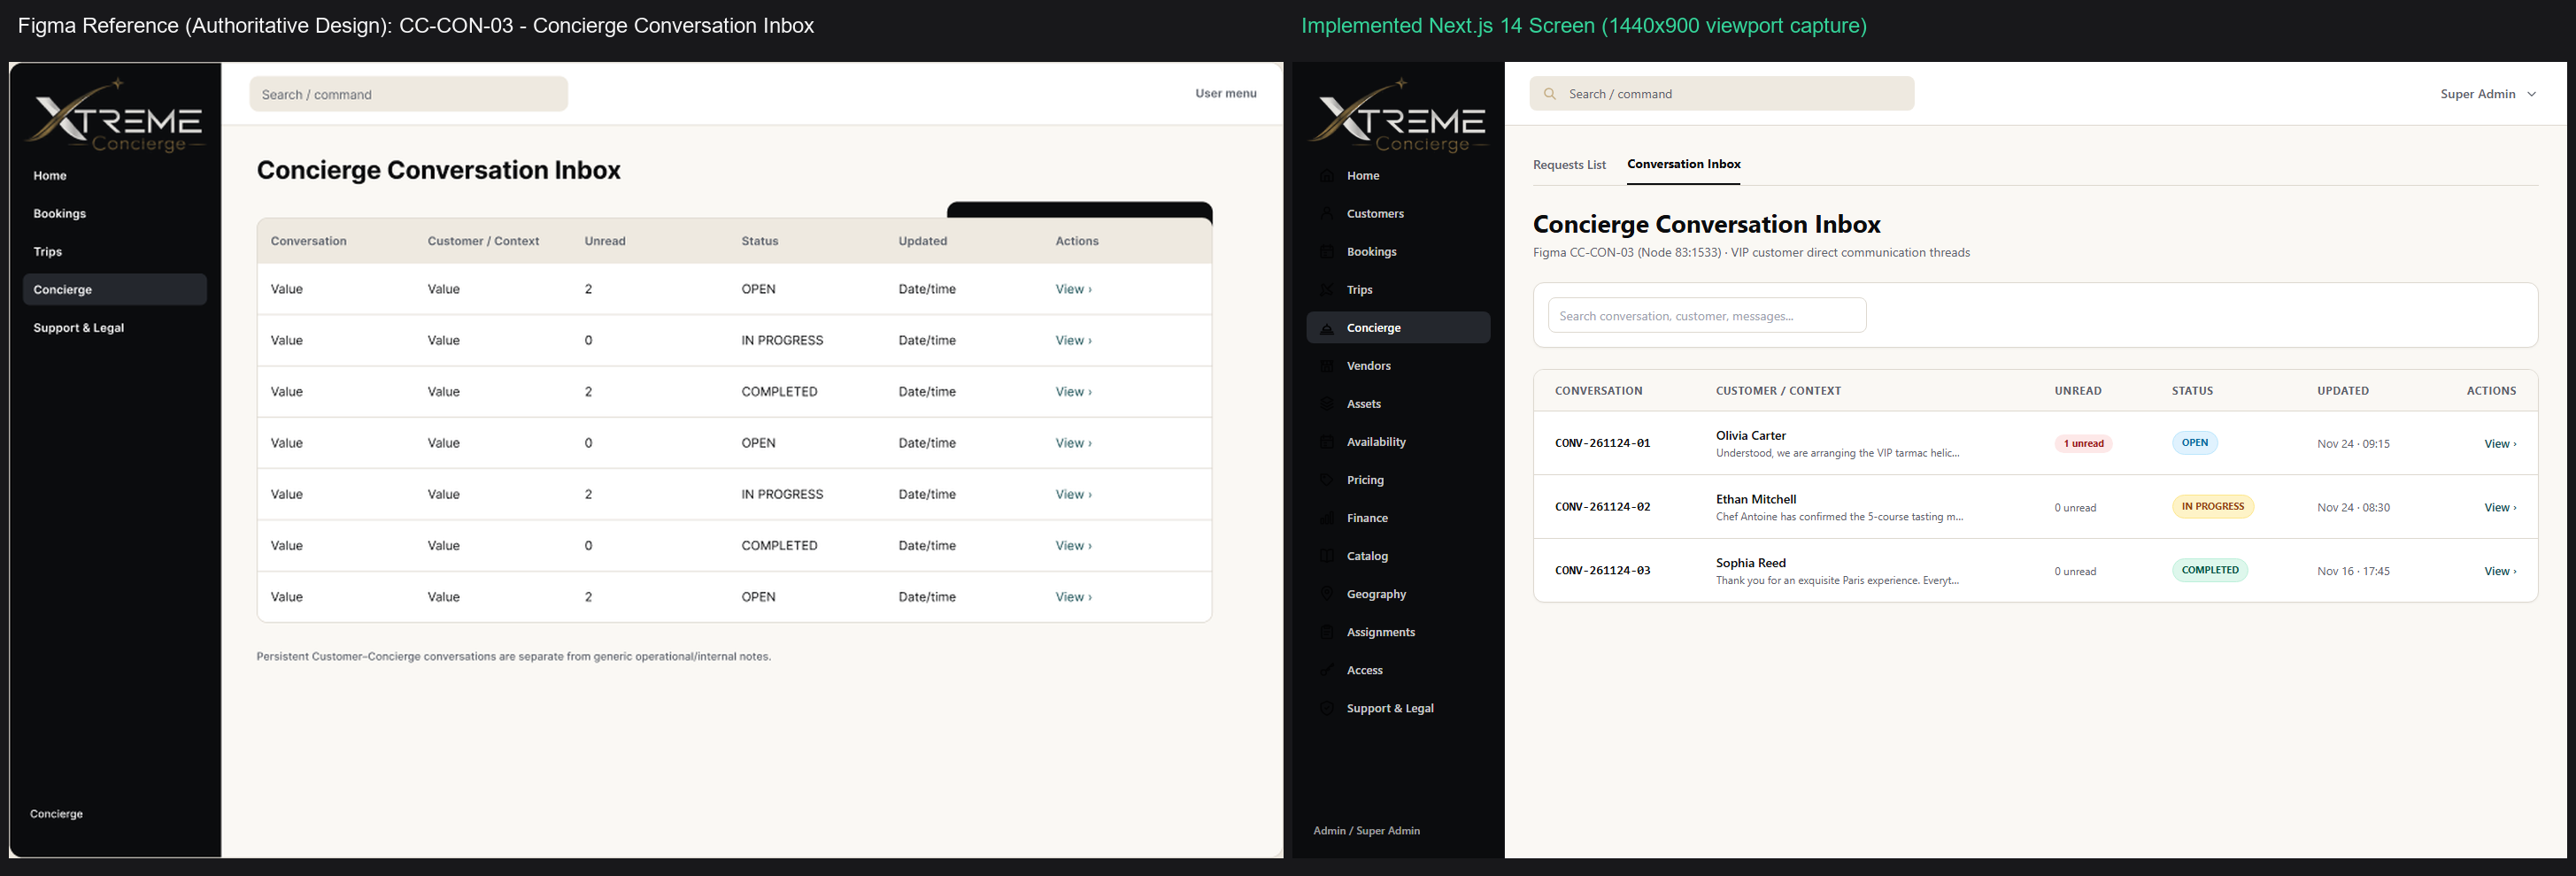 Figma Reference (Authoritative Design): CC-CON-03 - Concierge Conversation Inbox
XTREME
Concierge
Home
Bookings
Trips
Concierge
Support & Legal
Concierge
Search / command
User menu
Concierge Conversation Inbox
Conversation Customer / Context Unread Status Updated Actions
Value Value 2 OPEN Date/time View ›
Value Value 0 IN PROGRESS Date/time View ›
Value Value 2 COMPLETED Date/time View ›
Value Value 0 OPEN Date/time View ›
Value Value 2 IN PROGRESS Date/time View ›
Value Value 0 COMPLETED Date/time View ›
Value Value 2 OPEN Date/time View ›
Persistent Customer–Concierge conversations are separate from generic operational/internal notes.
Implemented Next.js 14 Screen (1440x900 viewport capture)
XTREME
Concierge
Home
Customers
Bookings
Trips
Concierge
Vendors
Assets
Availability
Pricing
Finance
Catalog
Geography
Assignments
Access
Support & Legal
Admin / Super Admin
Search / command
Super Admin
Requests List Conversation Inbox
Concierge Conversation Inbox
Figma CC-CON-03 (Node 83:1533) · VIP customer direct communication threads
Search conversation, customer, messages...
CONVERSATION CUSTOMER / CONTEXT UNREAD STATUS UPDATED ACTIONS
CONV-261124-01 Olivia Carter 1 unread OPEN Nov 24 · 09:15 View ›
Understood, we are arranging the VIP tarmac helic...
CONV-261124-02 Ethan Mitchell 0 unread IN PROGRESS Nov 24 · 08:30 View ›
Chef Antoine has confirmed the 5-course tasting m...
CONV-261124-03 Sophia Reed 0 unread COMPLETED Nov 16 · 17:45 View ›
Thank you for an exquisite Paris experience. Everyt...